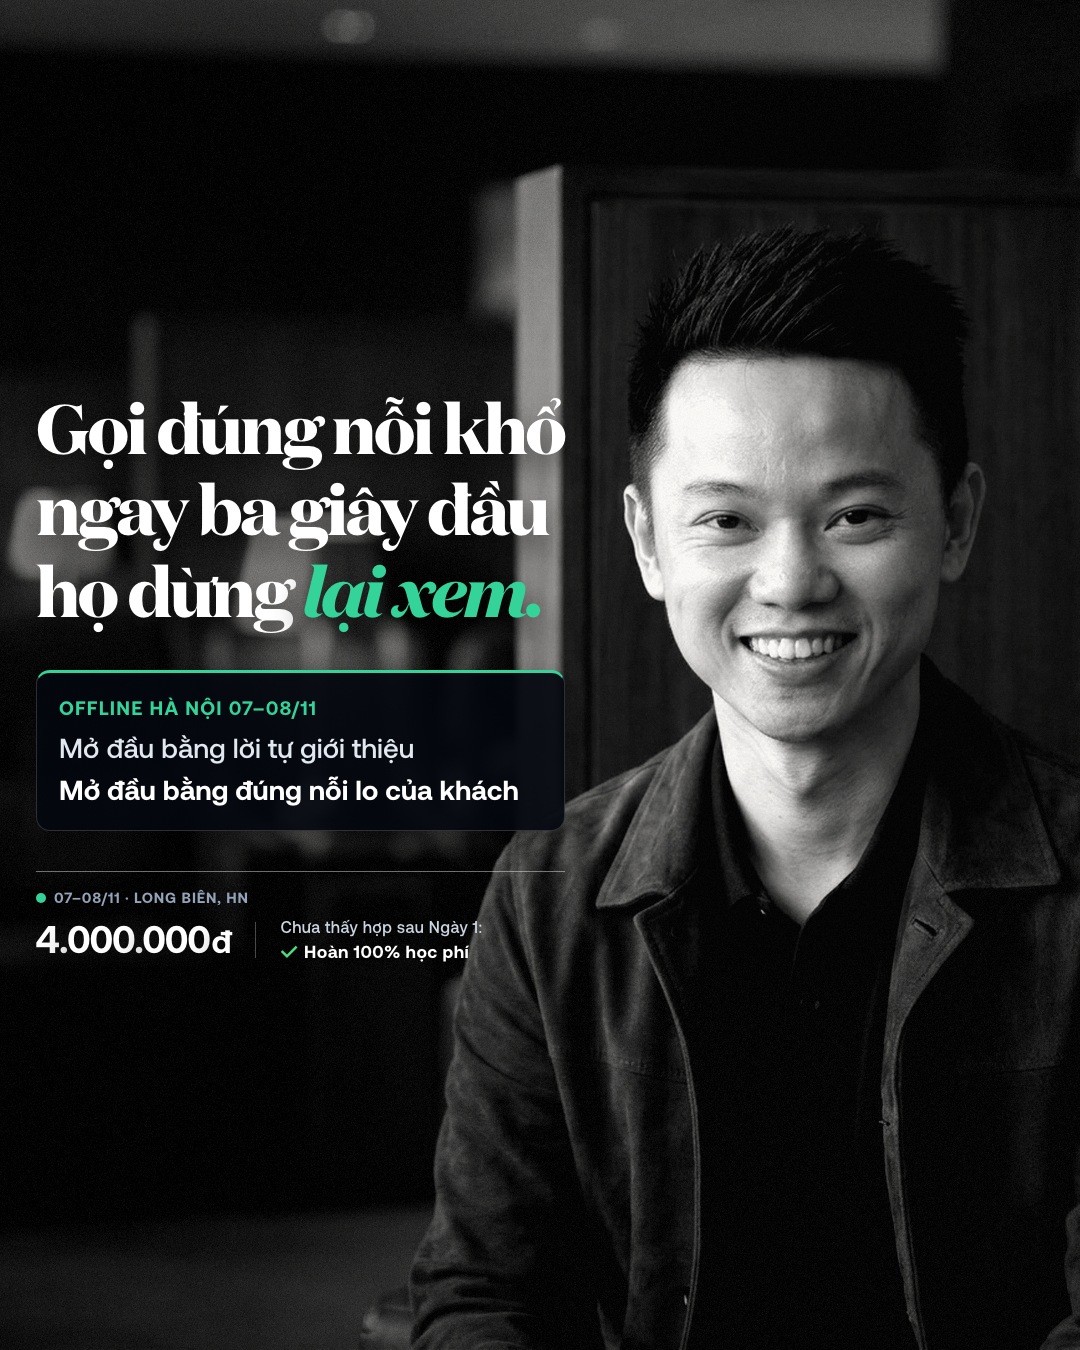 Gọi đúng nỗi khổ
ngay ba giây đầu
họ dừng lại xem.
OFFLINE HÀ NỘI 07–08/11
Mở đầu bằng lời tự giới thiệu
Mở đầu bằng đúng nỗi lo của khách
07–08/11 · LONG BIÊN, HN
4.000.000đ
Chưa thấy hợp sau Ngày 1:
Hoàn 100% học phí